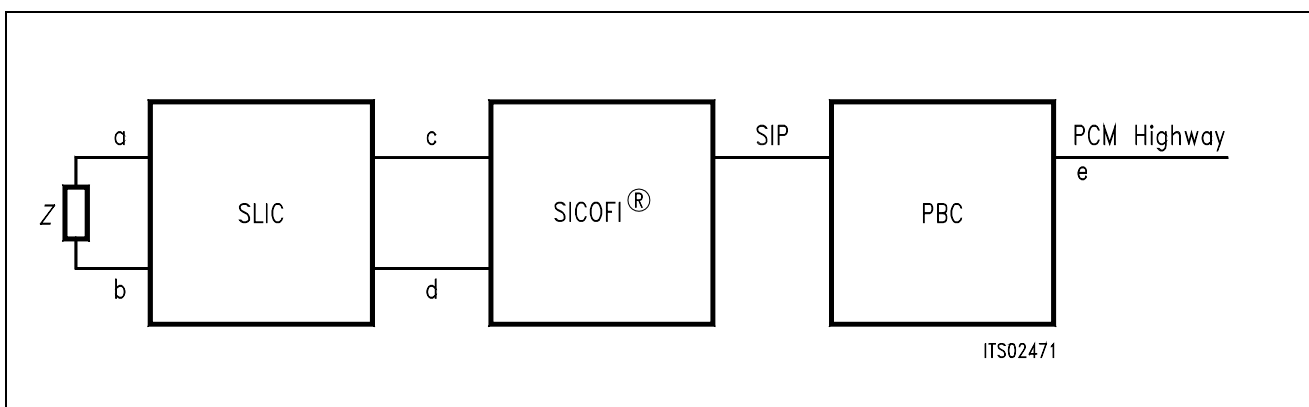 a
c
SIP
PCM Highway
e
Z
SLIC
SICOFI®
PBC
b
d
ITS02471